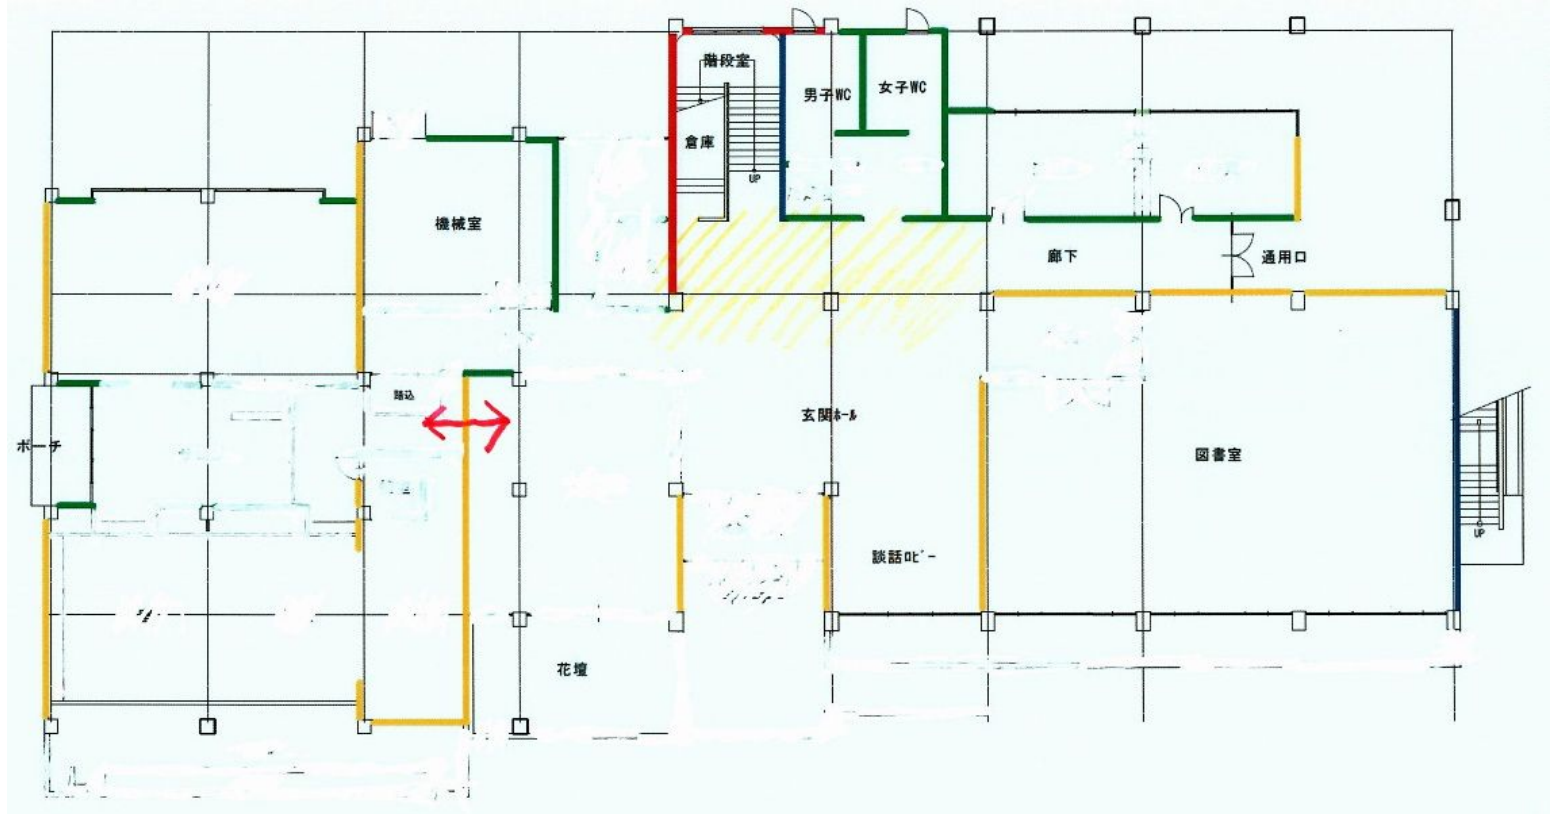 階段室
男子WC
女子WC
倉庫
UP
機械室
廊下
通用口
踏込
玄関ホール
ポーチ
図書室
UP
談話ロビー
花壇